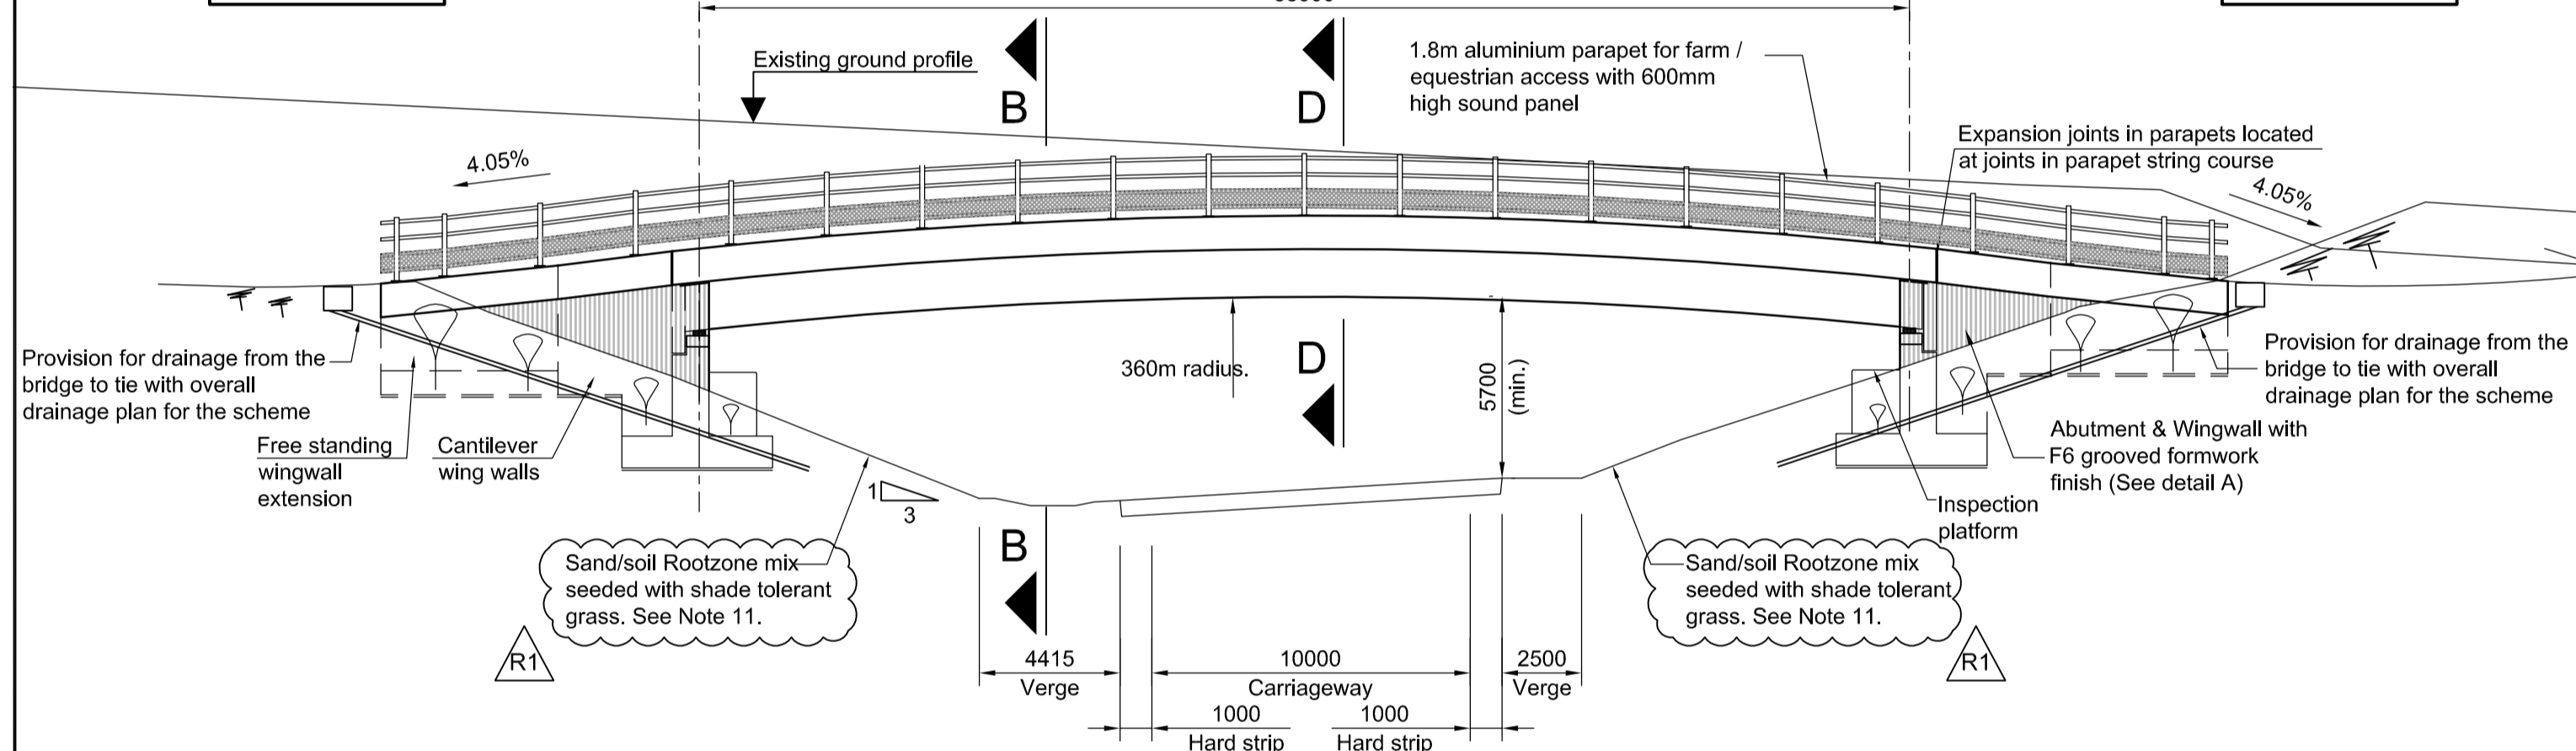 Existing ground profile
B
D
1.8m aluminium parapet for farm /
equestrian access with 600mm
high sound panel
Expansion joints in parapets located
at joints in parapet string course
4.05%
4.05%
Provision for drainage from the
bridge to tie with overall
drainage plan for the scheme
Free standing
wingwall
extension
Cantilever
wing walls
360m radius.
D
5700
(min.)
Provision for drainage from the
bridge to tie with overall
drainage plan for the scheme
Abutment & Wingwall with
F6 grooved formwork
finish (See detail A)
Inspection
platform
1
3
B
Sand/soil Rootzone mix
seeded with shade tolerant
grass. See Note 11.
R1
Sand/soil Rootzone mix
seeded with shade tolerant
grass. See Note 11.
R1
4415
Verge
10000
Carriageway
2500
Verge
1000
Hard strip
1000
Hard strip